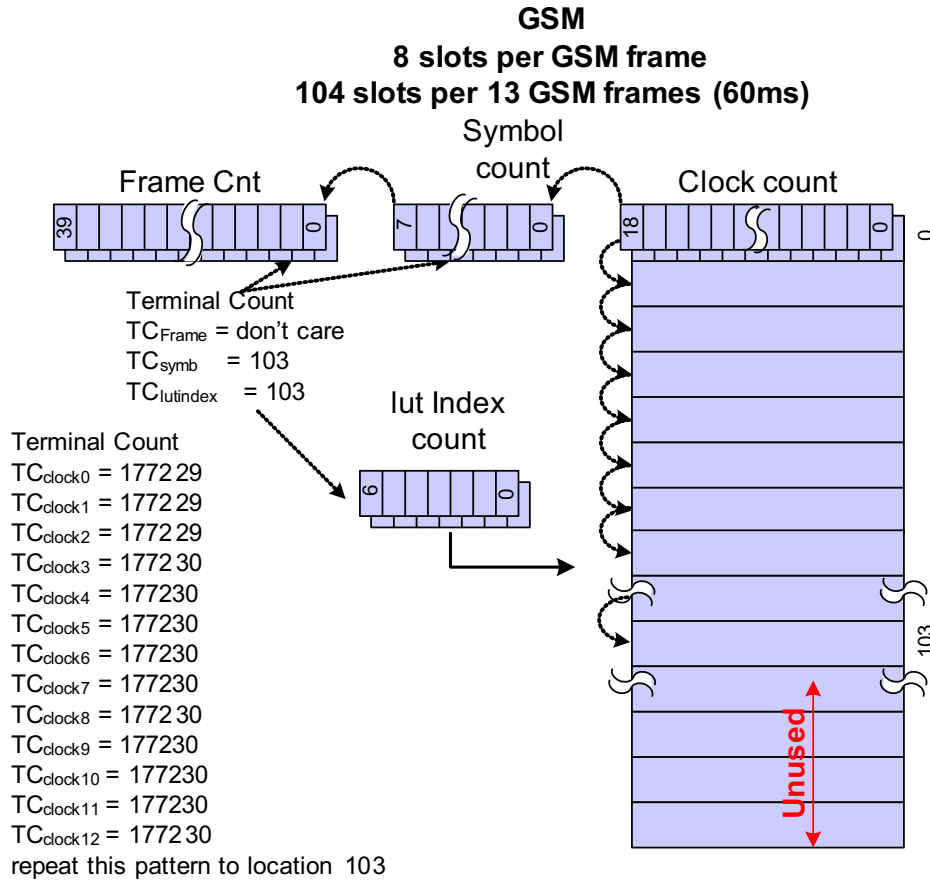 GSM
8 slots per GSM frame
104 slots per 13 GSM frames (60ms)
Symbol
count
Frame Cnt
Clock count
39
0
7
0
18
0
0
Terminal Count
TCFrame = don't care
TCsymb = 103
TClutindex = 103
lut Index
count
6
0
Terminal Count
TCclock0 = 177229
TCclock1 = 177229
TCclock2 = 177229
TCclock3 = 177230
TCclock4 = 177230
TCclock5 = 177230
TCclock6 = 177230
TCclock7 = 177230
TCclock8 = 177230
TCclock9 = 177230
TCclock10 = 177230
TCclock11 = 177230
TCclock12 = 177230
repeat this pattern to location 103
103
Unused